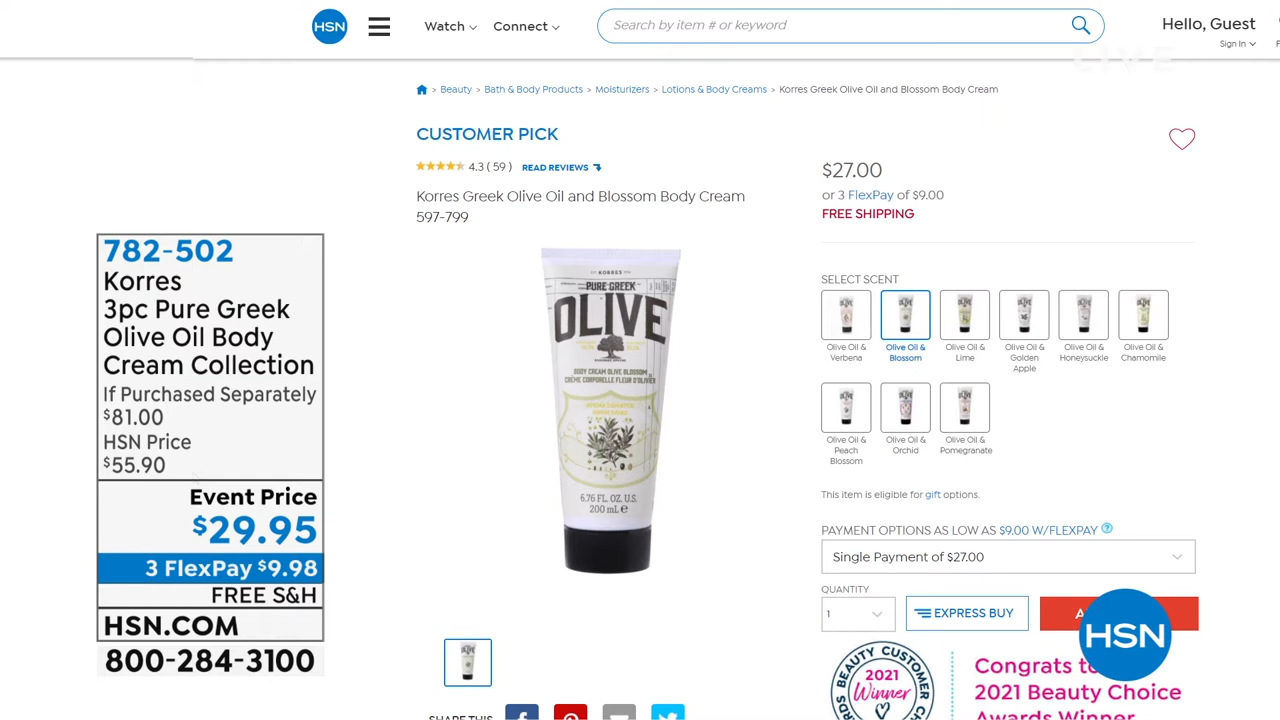 HSN
Watch
Connect
Search by item # or keyword
Hello, Guest
Sign In
LIVE
Beauty > Bath & Body Products > Moisturizers > Lotions & Body Creams > Korres Greek Olive Oil and Blossom Body Cream
CUSTOMER PICK
4.3 ( 59 ) READ REVIEWS
Korres Greek Olive Oil and Blossom Body Cream
597-799
$27.00
or 3 FlexPay of $9.00
FREE SHIPPING
782-502
Korres
3pc Pure Greek
Olive Oil Body
Cream Collection
If Purchased Separately
$81.00
HSN Price
$55.90
Event Price
$29.95
3 FlexPay $9.98
FREE S&H
HSN.COM
800-284-3100
KORRES
PURE GREEK
OLIVE
BODY CREAM OLIVE BLOSSOM
CRÈME CORPORELLE FLEUR D'OLIVIER
6.76 FL. OZ. U.S.
200 mL e
SELECT SCENT
Olive Oil & Verbena
Olive Oil & Blossom
Olive Oil & Lime
Olive Oil & Golden Apple
Olive Oil & Honeysuckle
Olive Oil & Chamomile
Olive Oil & Peach Blossom
Olive Oil & Orchid
Olive Oil & Pomegranate
This item is eligible for gift options.
PAYMENT OPTIONS AS LOW AS $9.00 W/FLEXPAY ?
Single Payment of $27.00
QUANTITY
1
EXPRESS BUY
HSN
BEAUTY CUSTOMER
2021
Winner
Congrats to
2021 Beauty Choice
Awards Winner
SHARE THIS